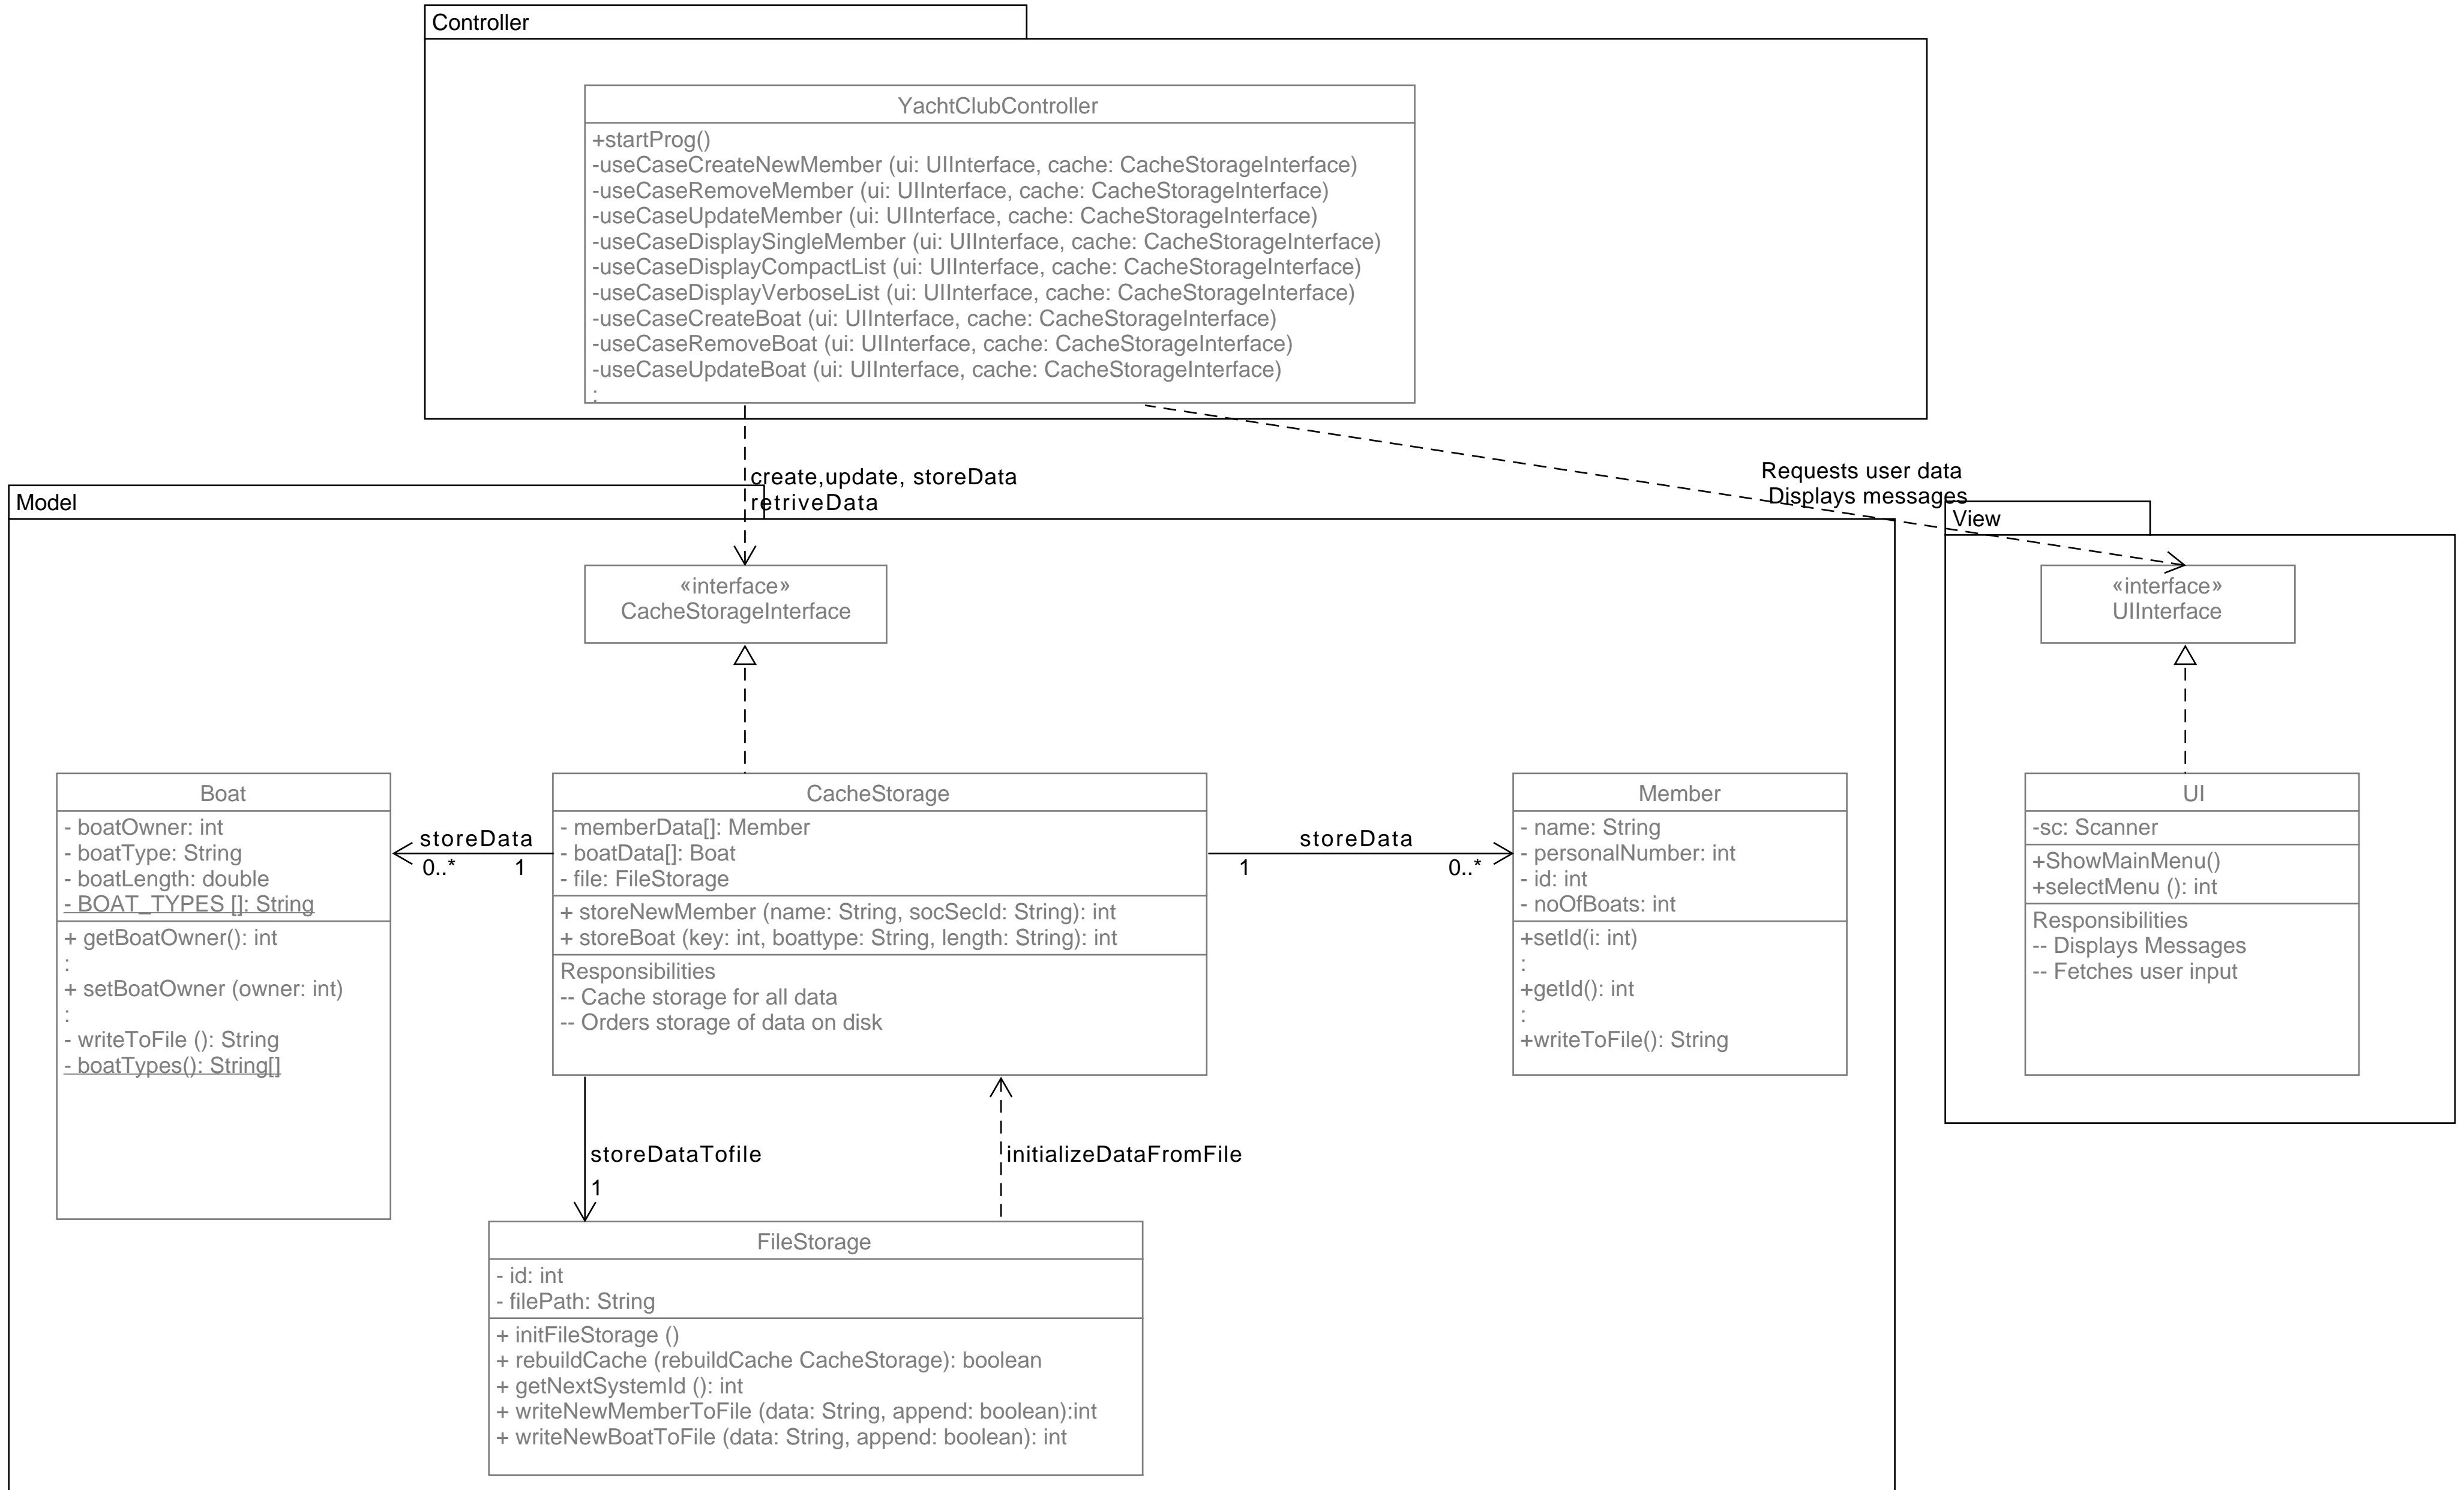 Controller
YachtClubController
+startProg()
-useCaseCreateNewMember (ui: UIInterface, cache: CacheStorageInterface)
-useCaseRemoveMember (ui: UIInterface, cache: CacheStorageInterface)
-useCaseUpdateMember (ui: UIInterface, cache: CacheStorageInterface)
-useCaseDisplaySingleMember (ui: UIInterface, cache: CacheStorageInterface)
-useCaseDisplayCompactList (ui: UIInterface, cache: CacheStorageInterface)
-useCaseDisplayVerboseList (ui: UIInterface, cache: CacheStorageInterface)
-useCaseCreateBoat (ui: UIInterface, cache: CacheStorageInterface)
-useCaseRemoveBoat (ui: UIInterface, cache: CacheStorageInterface)
-useCaseUpdateBoat (ui: UIInterface, cache: CacheStorageInterface)
:
create,update, storeData
retriveData
Requests user data
Displays messages
Model
«interface»
CacheStorageInterface
Boat
- boatOwner: int
- boatType: String
- boatLength: double
- BOAT_TYPES []: String
+ getBoatOwner(): int
:
+ setBoatOwner (owner: int)
:
- writeToFile (): String
- boatTypes(): String[]
storeData
0..*
1
CacheStorage
- memberData[]: Member
- boatData[]: Boat
- file: FileStorage
+ storeNewMember (name: String, socSecId: String): int
+ storeBoat (key: int, boattype: String, length: String): int
Responsibilities
-- Cache storage for all data
-- Orders storage of data on disk
storeData
1
0..*
Member
- name: String
- personalNumber: int
- id: int
- noOfBoats: int
+setId(i: int)
:
+getId(): int
:
+writeToFile(): String
storeDataTofile
1
initializeDataFromFile
FileStorage
- id: int
- filePath: String
+ initFileStorage ()
+ rebuildCache (rebuildCache CacheStorage): boolean
+ getNextSystemId (): int
+ writeNewMemberToFile (data: String, append: boolean):int
+ writeNewBoatToFile (data: String, append: boolean): int
View
«interface»
UIInterface
UI
-sc: Scanner
+ShowMainMenu()
+selectMenu (): int
Responsibilities
-- Displays Messages
-- Fetches user input